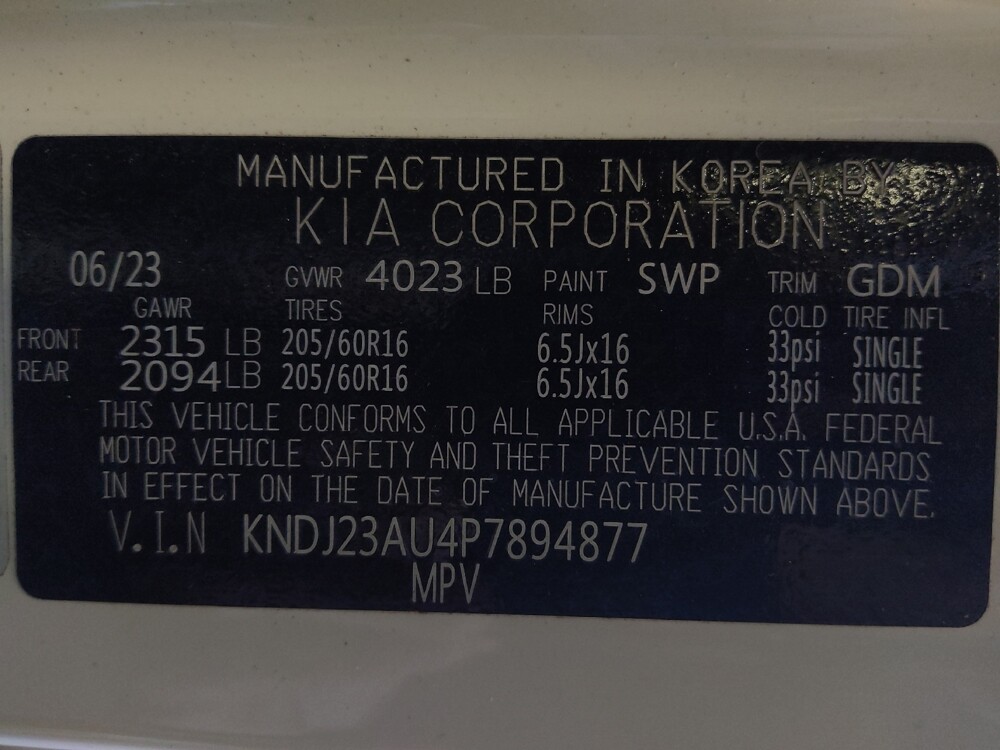 MANUFACTURED IN KOREA BY
KIA CORPORATION
06/23 GVWR 4023 LB PAINT SWP TRIM GDM
GAWR TIRES RIMS COLD TIRE INFL
FRONT 2315 LB 205/60R16 6.5Jx16 33psi SINGLE
REAR 2094 LB 205/60R16 6.5Jx16 33psi SINGLE
THIS VEHICLE CONFORMS TO ALL APPLICABLE U.S.A. FEDERAL
MOTOR VEHICLE SAFETY AND THEFT PREVENTION STANDARDS
IN EFFECT ON THE DATE OF MANUFACTURE SHOWN ABOVE.
V.I.N KNDJ23AU4P7894877
MPV